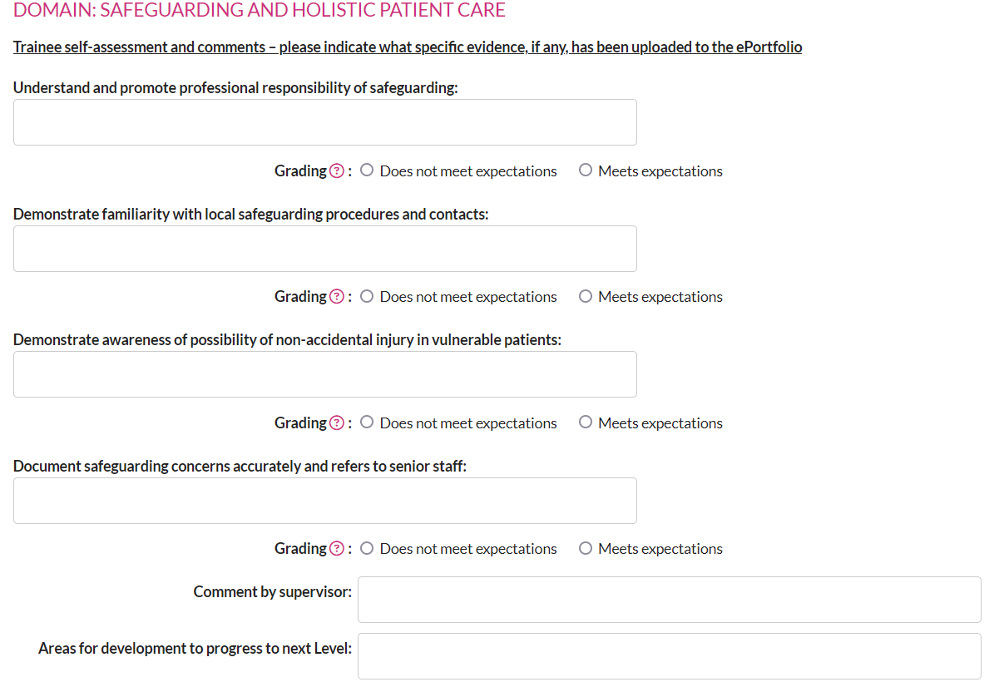 DOMAIN: SAFEGUARDING AND HOLISTIC PATIENT CARE
Trainee self-assessment and comments – please indicate what specific evidence, if any, has been uploaded to the ePortfolio
Understand and promote professional responsibility of safeguarding:
Grading ? : Does not meet expectations Meets expectations
Demonstrate familiarity with local safeguarding procedures and contacts:
Grading ? : Does not meet expectations Meets expectations
Demonstrate awareness of possibility of non-accidental injury in vulnerable patients:
Grading ? : Does not meet expectations Meets expectations
Document safeguarding concerns accurately and refers to senior staff:
Grading ? : Does not meet expectations Meets expectations
Comment by supervisor:
Areas for development to progress to next Level: